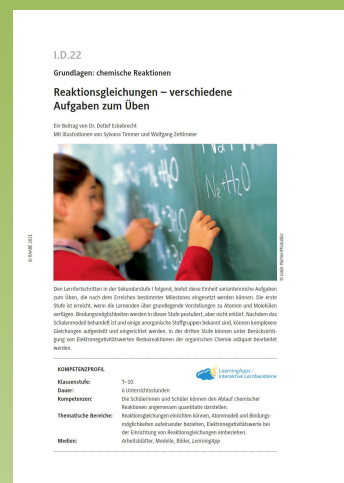 I.D.22
Grundlagen: chemische Reaktionen
Reaktionsgleichungen – verschiedene
Aufgaben zum Üben
Ein Beitrag von Dr. Detlef Eckebrecht
Mit Illustrationen von Sylvana Timmer und Wolfgang Zettlmeier
H₂O
Na+H₂O
© RAABE 2021
Den Lernfortschritten in der Sekundarstufe I folgend, bietet diese Einheit variantenreiche Aufgaben
zum Üben, die nach dem Erreichen bestimmter Milestones eingesetzt werden können. Die erste
Stufe ist erreicht, wenn die Lernenden über grundlegende Vorstellungen zu Atomen und Molekülen
verfügen. Bindungsmöglichkeiten werden in dieser Stufe postuliert, aber nicht erklärt. Nachdem das
Schalenmodell behandelt ist und einige anorganische Stoffgruppen bekannt sind, können komplexere
Gleichungen aufgestellt und eingerichtet werden. In der dritten Stufe können unter Berücksichti-
gung von Elektronegativitätswerten Redoxreaktionen der organischen Chemie adäquat bearbeitet
werden.
KOMPETENZPROFIL
LearningApps -
interaktive Lernbausteine
Klassenstufe: 7–10
Dauer: 6 Unterrichtsstunden
Kompetenzen: Die Schülerinnen und Schüler können den Ablauf chemischer
Reaktionen angemessen quantitativ darstellen.
Thematische Bereiche: Reaktionsgleichungen einrichten können, Atommodell und Bindungs-
möglichkeiten aufeinander beziehen, Elektronegativitätswerte bei
der Einrichtung von Reaktionsgleichungen einbeziehen.
Medien: Arbeitsblätter, Modelle, Bilder, LearningApp